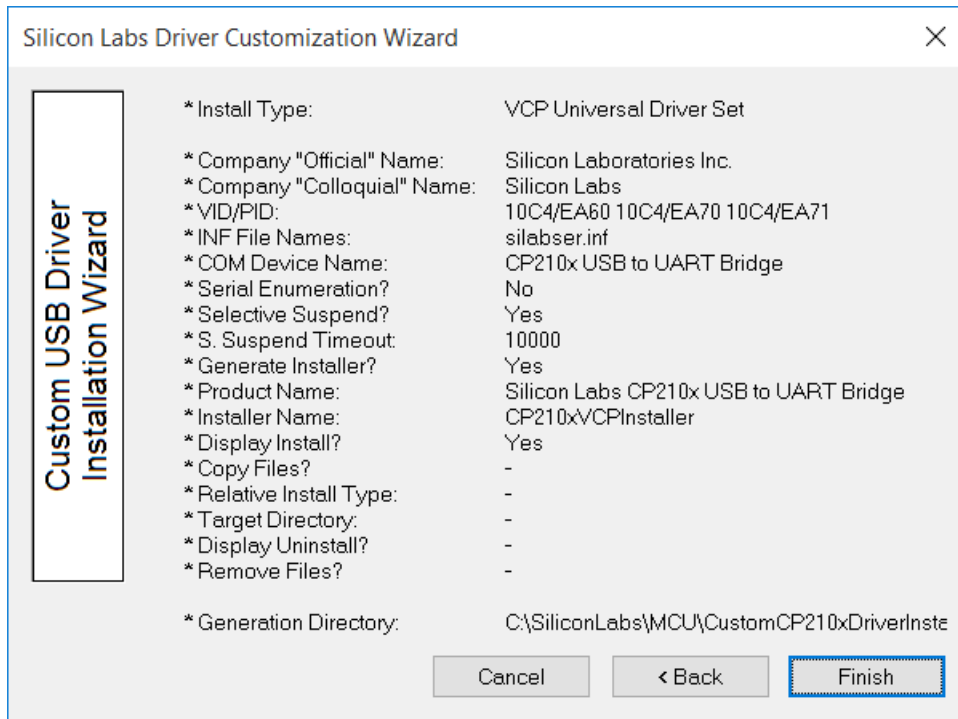 Silicon Labs Driver Customization Wizard
Custom USB Driver
Installation Wizard
* Install Type: VCP Universal Driver Set
* Company "Official" Name: Silicon Laboratories Inc.
* Company "Colloquial" Name: Silicon Labs
* VID/PID: 10C4/EA60 10C4/EA70 10C4/EA71
* INF File Names: silabser.inf
* COM Device Name: CP210x USB to UART Bridge
* Serial Enumeration? No
* Selective Suspend? Yes
* S. Suspend Timeout: 10000
* Generate Installer? Yes
* Product Name: Silicon Labs CP210x USB to UART Bridge
* Installer Name: CP210xVCPInstaller
* Display Install? Yes
* Copy Files? -
* Relative Install Type: -
* Target Directory: -
* Display Uninstall? -
* Remove Files? -
* Generation Directory: C:\SiliconLabs\MCU\CustomCP210xDriverInsta
Cancel < Back Finish